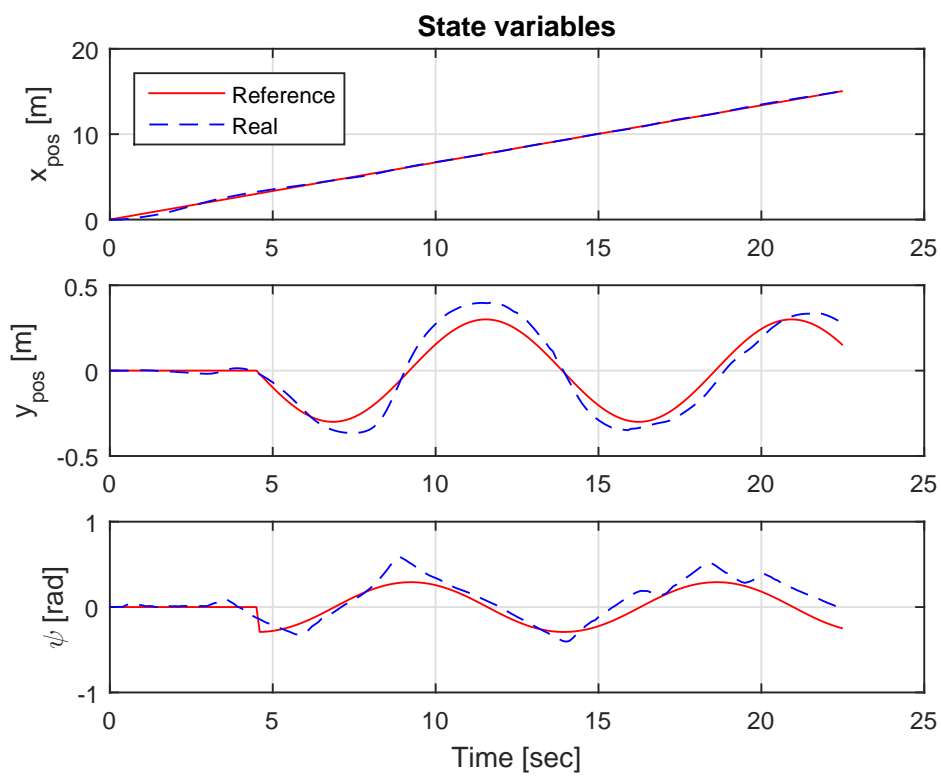 State variables
20
10
0
x_pos [m]
Reference
Real
0 5 10 15 20 25
0.5
0
-0.5
y_pos [m]
0 5 10 15 20 25
1
0
-1
ψ [rad]
0 5 10 15 20 25
Time [sec]